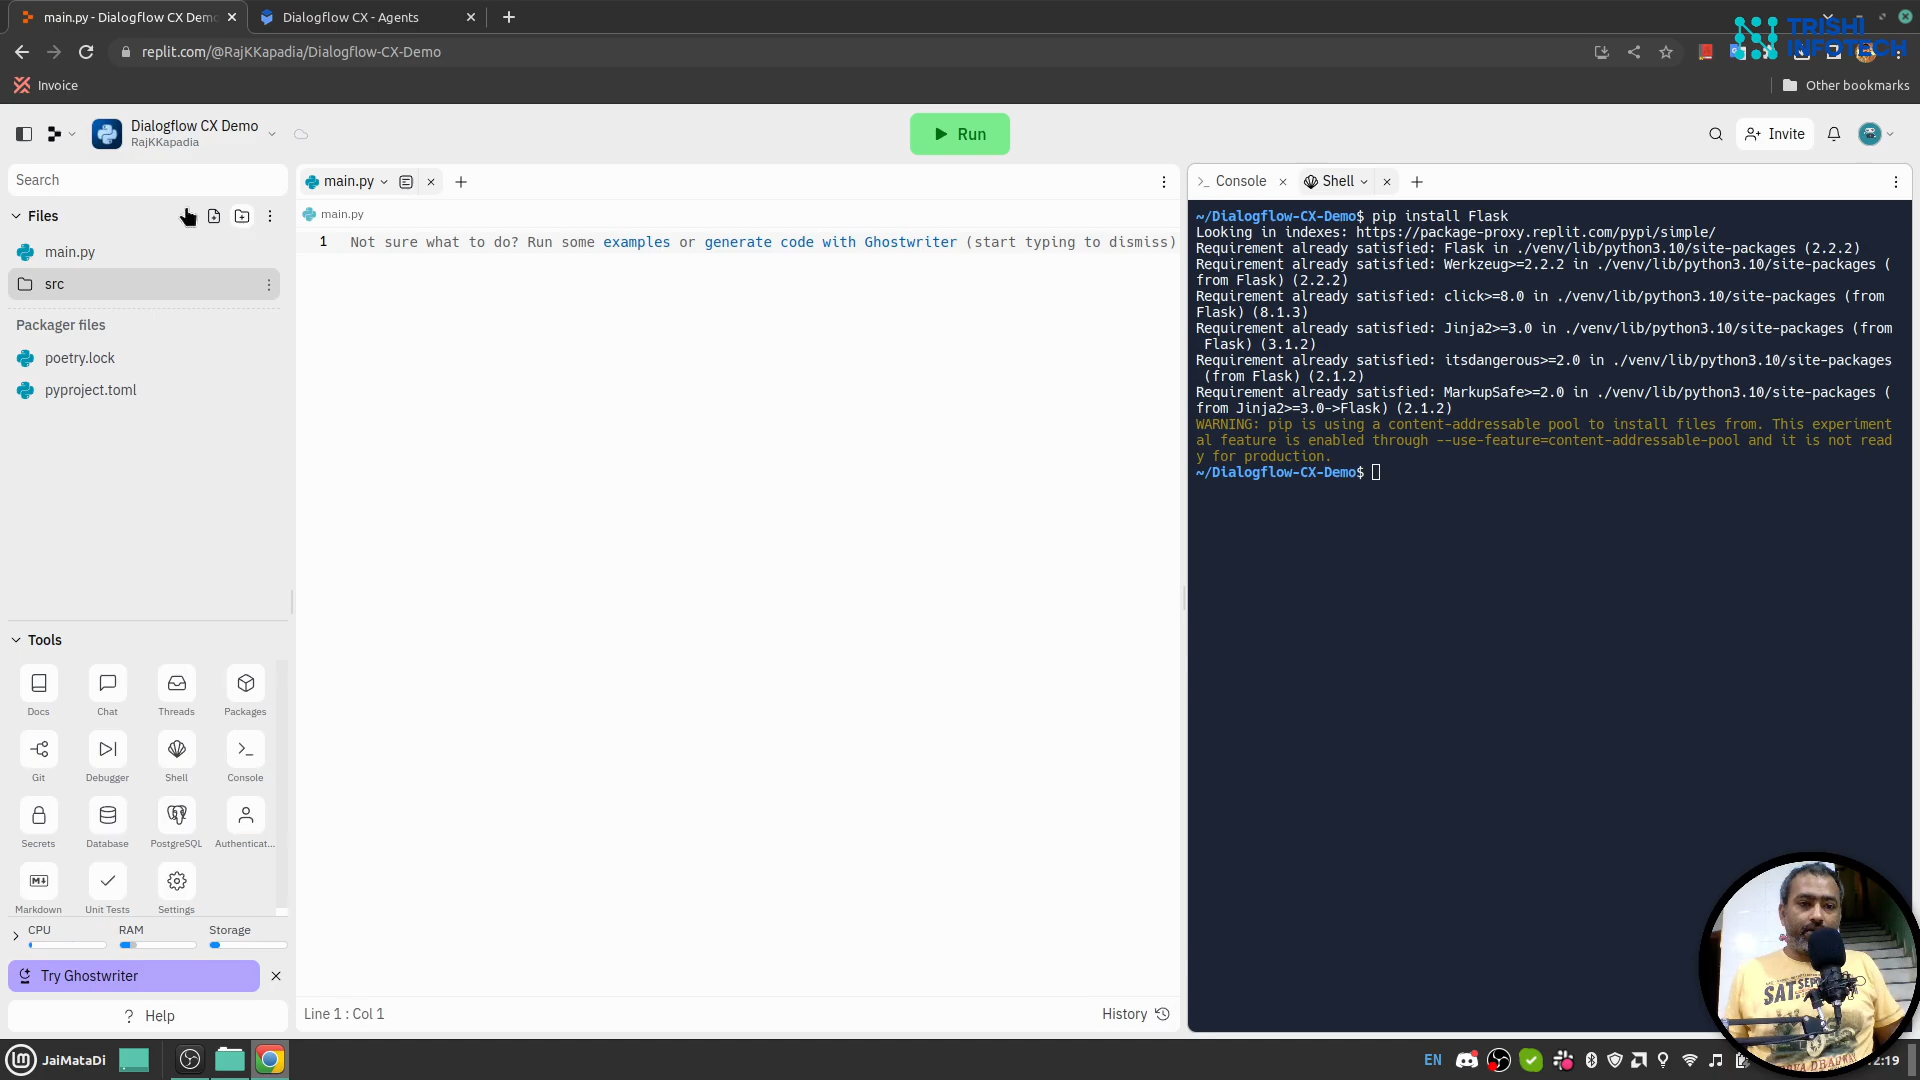 main.py - Dialogflow CX Demo
Dialogflow CX - Agents
replit.com/@RajKKapadia/Dialogflow-CX-Demo
TRISHI
INFOTECH
Invoice
Other bookmarks
Dialogflow CX Demo
RajKKapadia
Run
Invite
Search
Files
main.py
src
Packager files
poetry.lock
pyproject.toml
main.py
main.py
1 Not sure what to do? Run some examples or generate code with Ghostwriter (start typing to dismiss)
Console
Shell
~/Dialogflow-CX-Demo$ pip install Flask
Looking in indexes: https://package-proxy.replit.com/pypi/simple/
Requirement already satisfied: Flask in ./venv/lib/python3.10/site-packages (2.2.2)
Requirement already satisfied: Werkzeug>=2.2.2 in ./venv/lib/python3.10/site-packages (
from Flask) (2.2.2)
Requirement already satisfied: click>=8.0 in ./venv/lib/python3.10/site-packages (from
Flask) (8.1.3)
Requirement already satisfied: Jinja2>=3.0 in ./venv/lib/python3.10/site-packages (from
Flask) (3.1.2)
Requirement already satisfied: itsdangerous>=2.0 in ./venv/lib/python3.10/site-packages
(from Flask) (2.1.2)
Requirement already satisfied: MarkupSafe>=2.0 in ./venv/lib/python3.10/site-packages (
from Jinja2>=3.0->Flask) (2.1.2)
WARNING: pip is using a content-addressable pool to install files from. This experiment
al feature is enabled through --use-feature=content-addressable-pool and it is not read
y for production.
~/Dialogflow-CX-Demo$
Tools
Docs Chat Threads Packages
Git Debugger Shell Console
Secrets Database PostgreSQL Authenticat...
Markdown Unit Tests Settings
CPU RAM Storage
Try Ghostwriter
Help
Line 1 : Col 1
History
SAT
JaiMataDi
EN
2:19